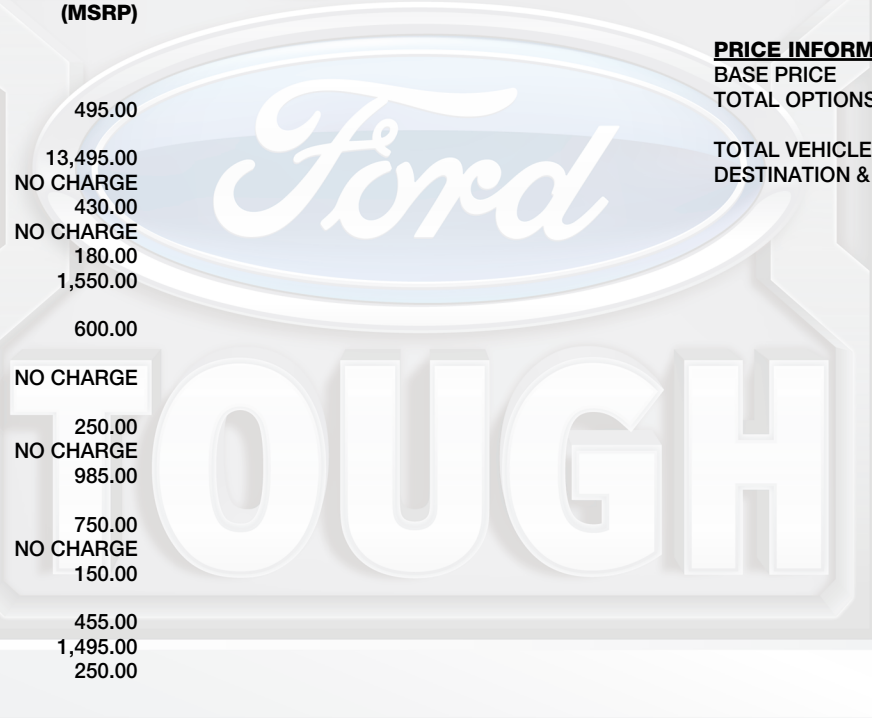 (MSRP)
495.00
13,495.00
NO CHARGE
430.00
NO CHARGE
180.00
1,550.00
600.00
NO CHARGE
250.00
NO CHARGE
985.00
750.00
NO CHARGE
150.00
455.00
1,495.00
250.00
PRICE INFORM
BASE PRICE
TOTAL OPTIONS
TOTAL VEHICLE
DESTINATION &
Ford
TOUGH